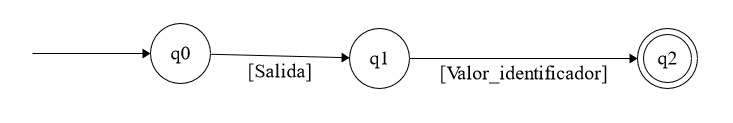 q0
[Salida]
q1
[Valor_identificador]
q2